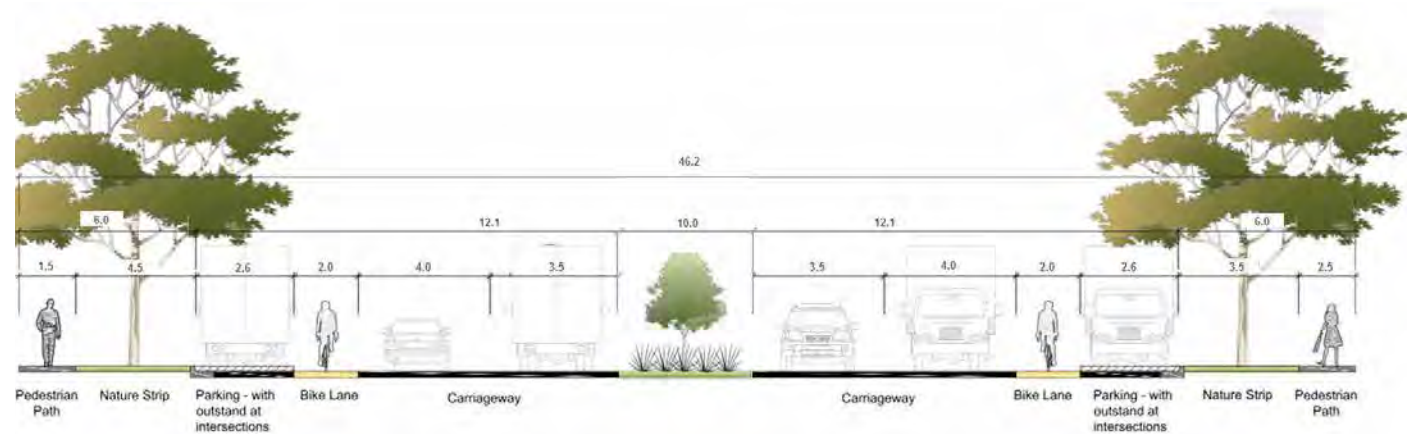 46.2
6.0 12.1 10.0 12.1 6.0
1.5 4.5 2.6 2.0 4.0 3.5 3.5 4.0 2.0 2.6 3.5 2.5
Pedestrian Path
Nature Strip
Parking - with outstand at intersections
Bike Lane
Carriageway
Carriageway
Bike Lane
Parking - with outstand at intersections
Nature Strip
Pedestrian Path